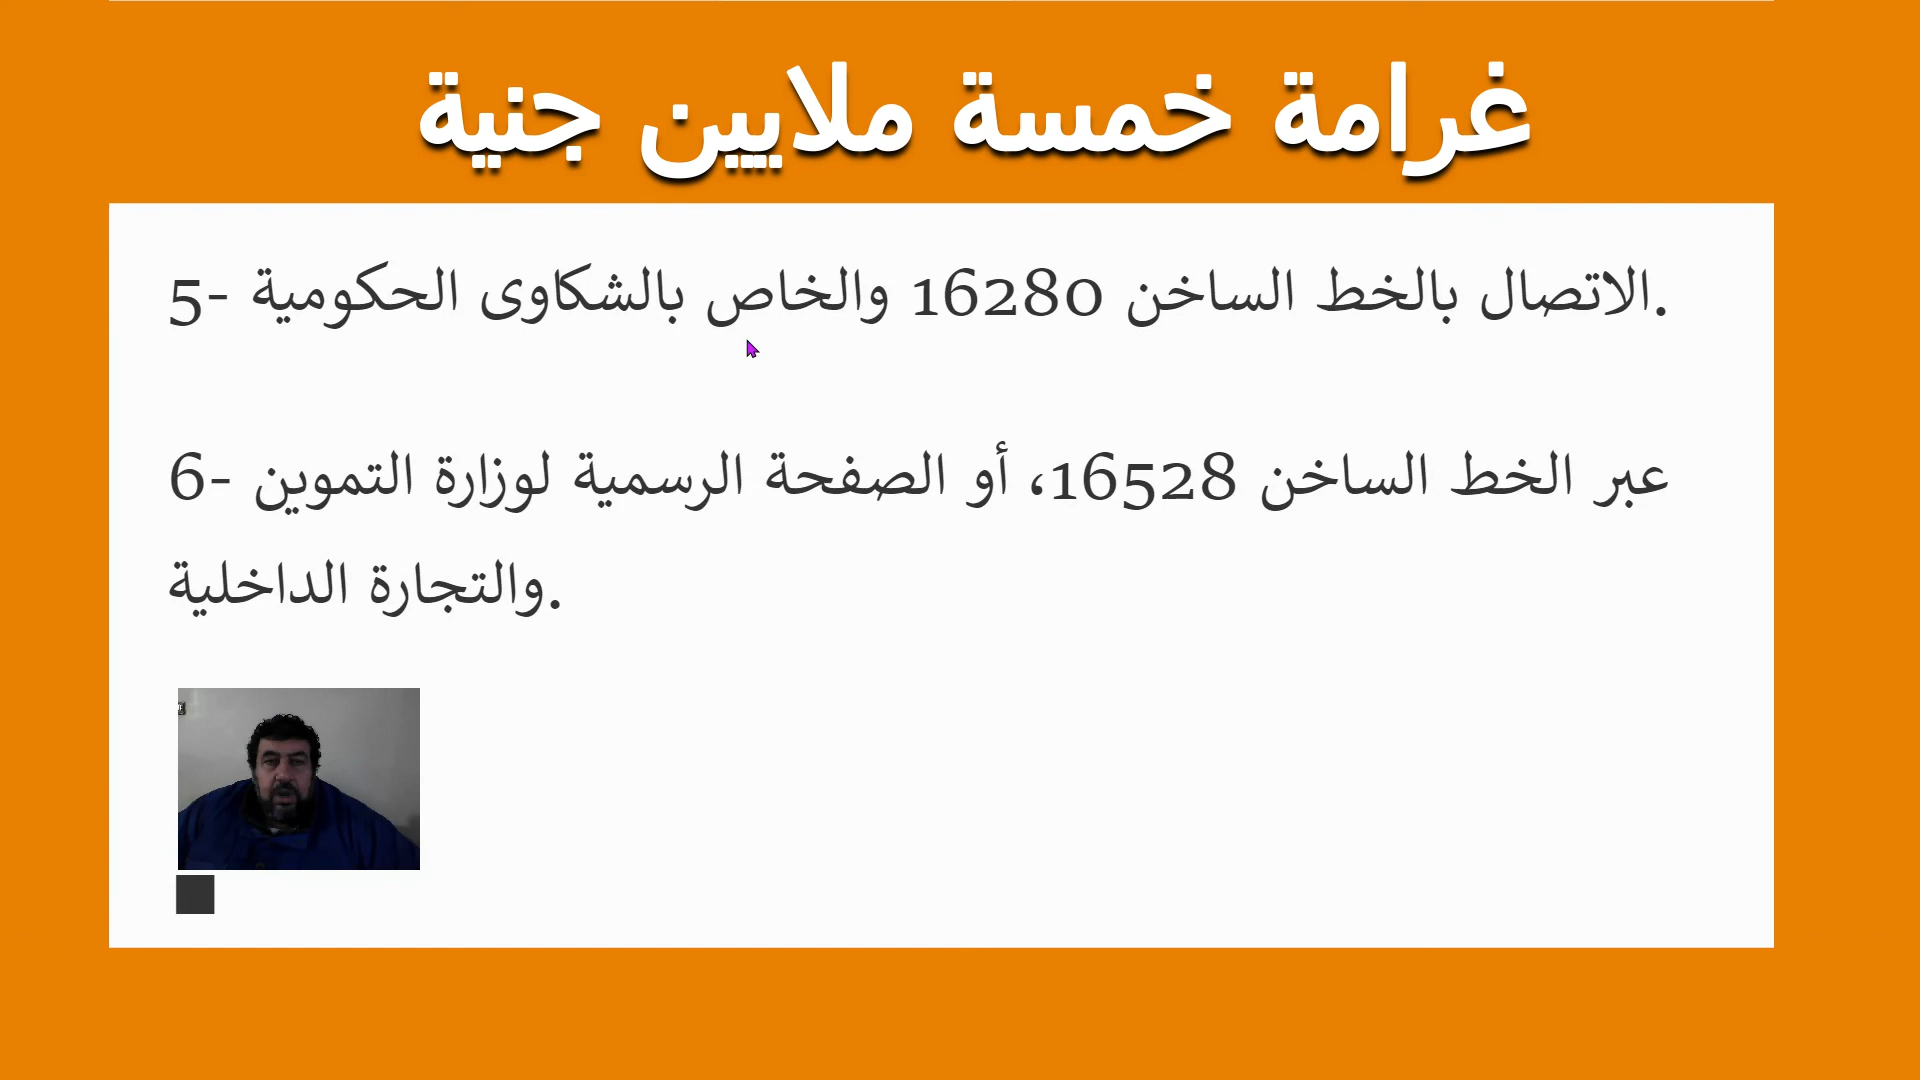 غرامة خمسة ملايين جنية
5- الاتصال بالخط الساخن 16280 والخاص بالشكاوى الحكومية.
6- عبر الخط الساخن 16528، أو الصفحة الرسمية لوزارة التموين
والتجارة الداخلية.